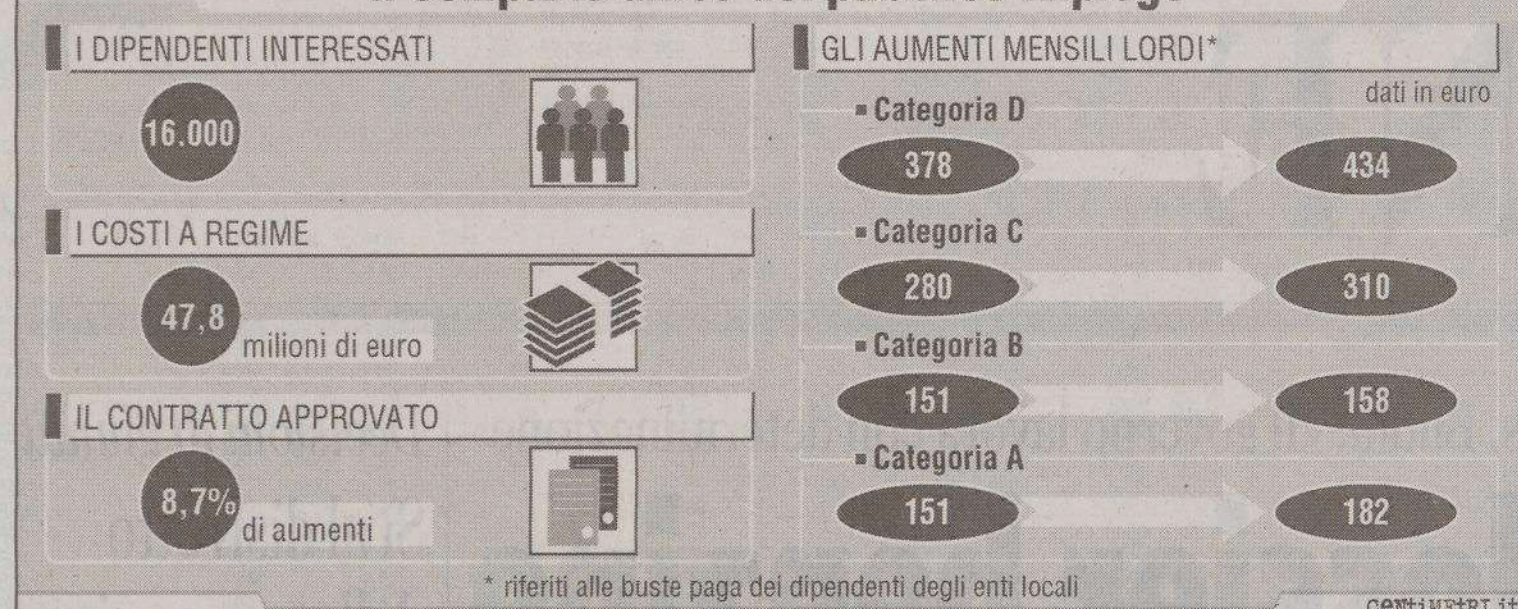 I DIPENDENTI INTERESSATI
16.000
I COSTI A REGIME
47,8
milioni di euro
IL CONTRATTO APPROVATO
8,7%
di aumenti
GLI AUMENTI MENSILI LORDI*
dati in euro
Categoria D
378 434
Categoria C
280 310
Categoria B
151 158
Categoria A
151 182
* riferiti alle buste paga dei dipendenti degli enti locali